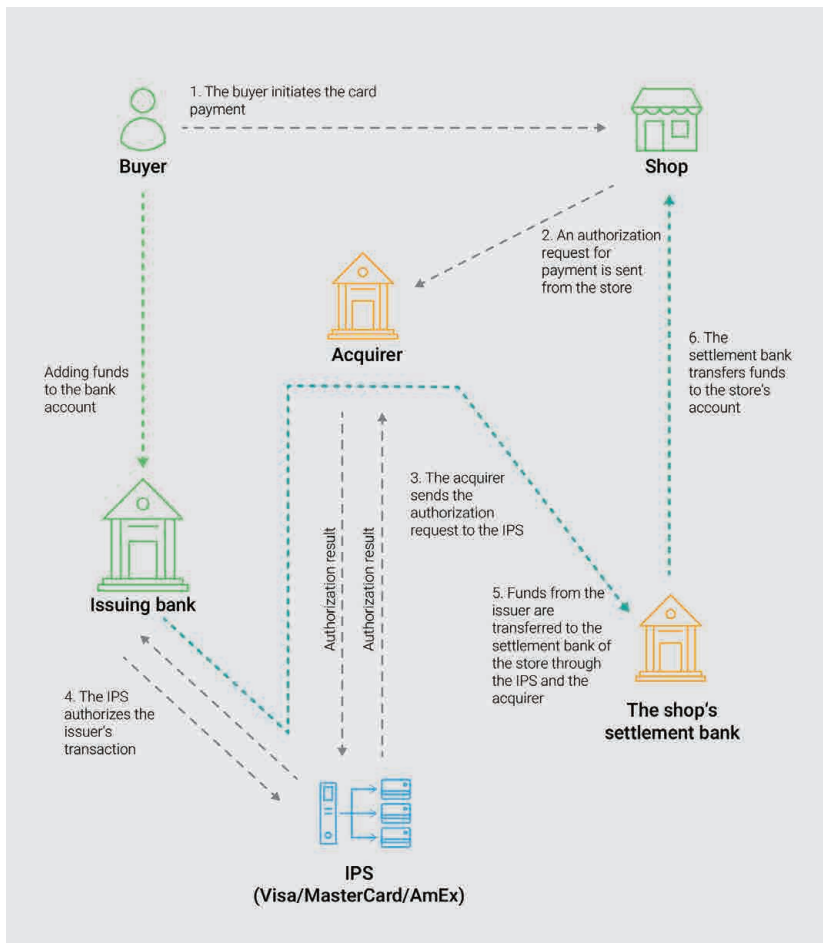 1. The buyer initiates the card
payment
Buyer
Shop
2. An authorization
request for
payment is sent
from the store
Acquirer
Adding funds
to the bank
account
6. The
settlement bank
transfers funds
to the store's
account
3. The acquirer
sends the
authorization
request to the IPS
Authorization result
Authorization result
Issuing bank
5. Funds from the
issuer are
transferred to the
settlement bank of
the store through
the IPS and the
acquirer
4. The IPS
authorizes the
issuer's
transaction
The shop's
settlement bank
IPS
(Visa/MasterCard/AmEx)